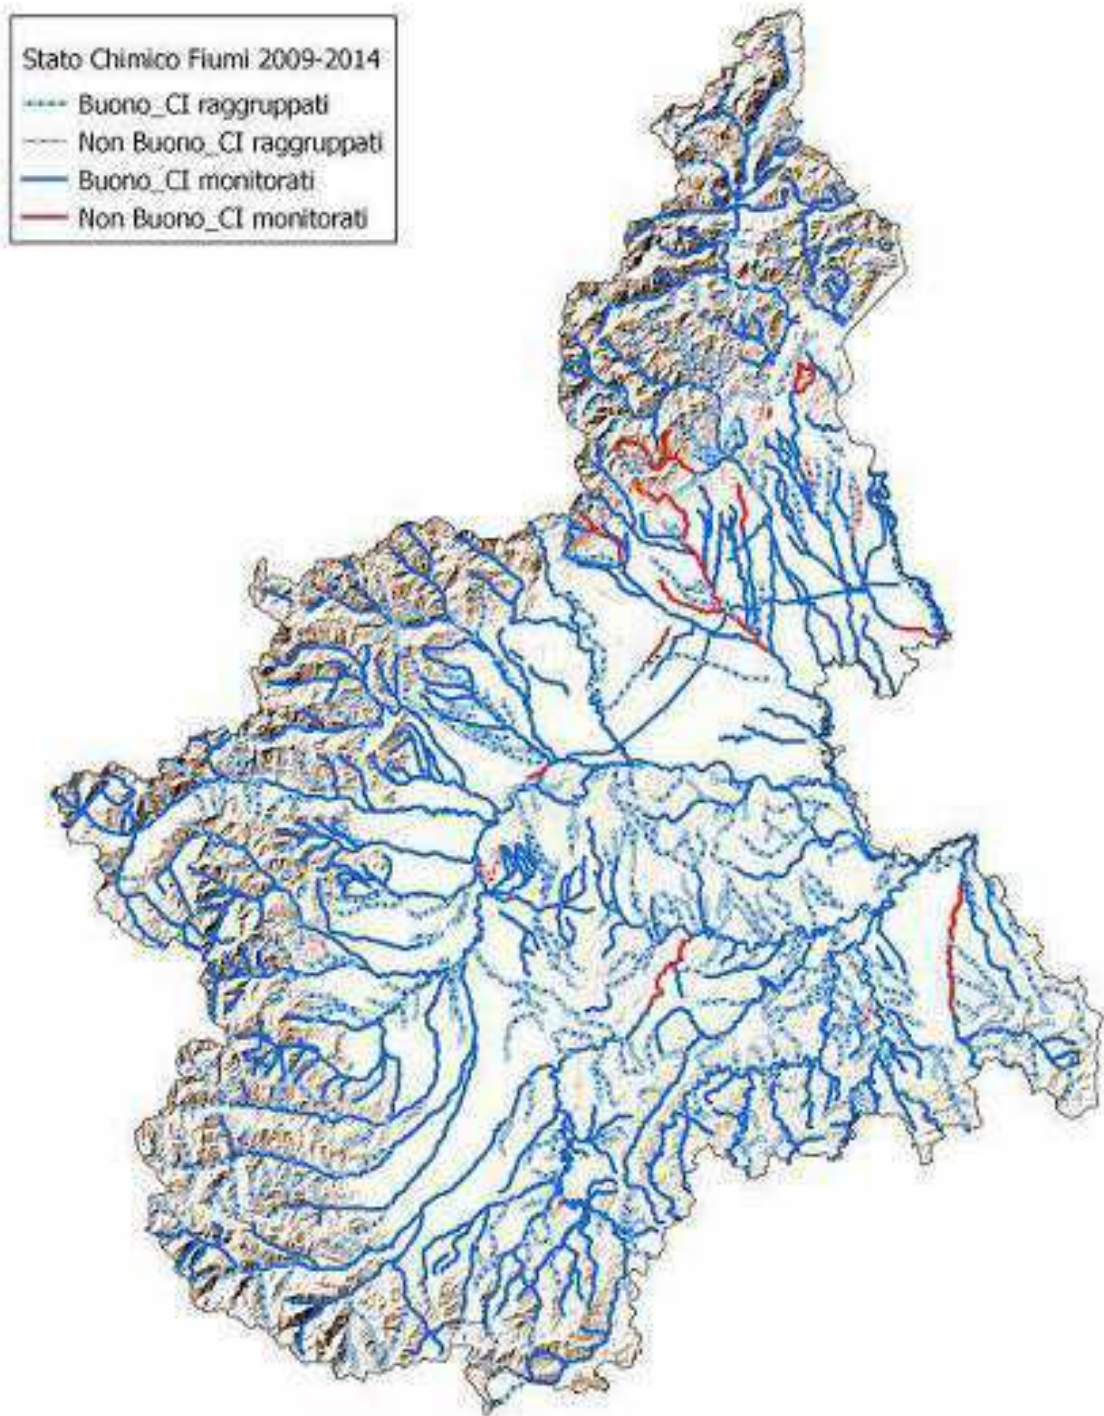 Stato Chimico Fiumi 2009-2014
Buono_CI raggruppati
Non Buono_CI raggruppati
Buono_CI monitorati
Non Buono_CI monitorati